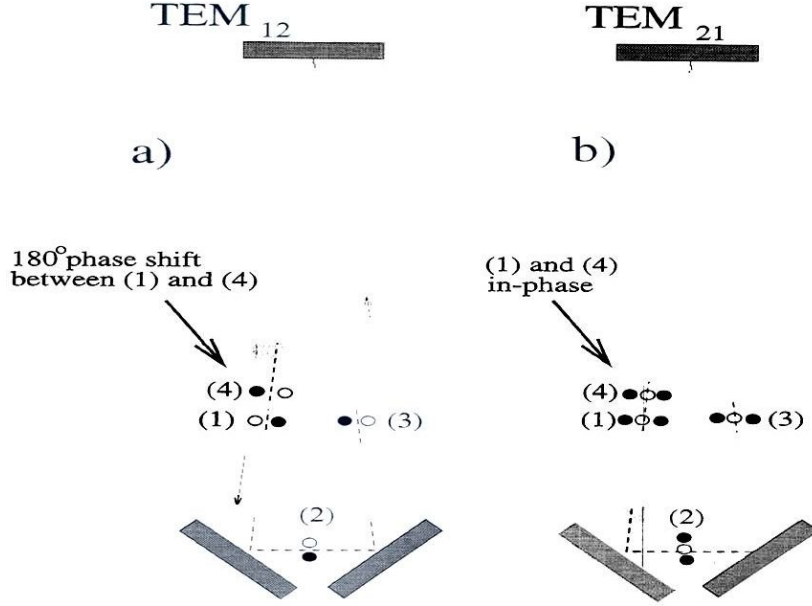 TEM 12
TEM 21
a)
b)
180°phase shift
between (1) and (4)
(1) and (4)
in-phase
(4)
(1)
(3)
(2)
(4)
(1)
(3)
(2)